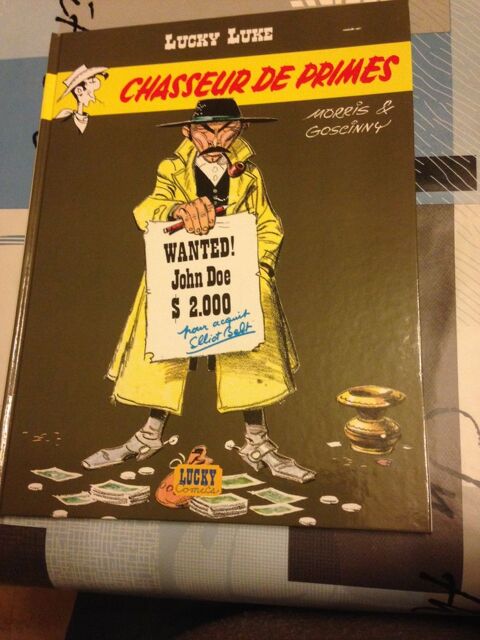 LUCKY LUKE
CHASSEUR DE PRIMES
MORRIS &
GOSCINNY
WANTED!
John Doe
$ 2.000
pour acquit
Elliot Belt
LUCKY
Comics